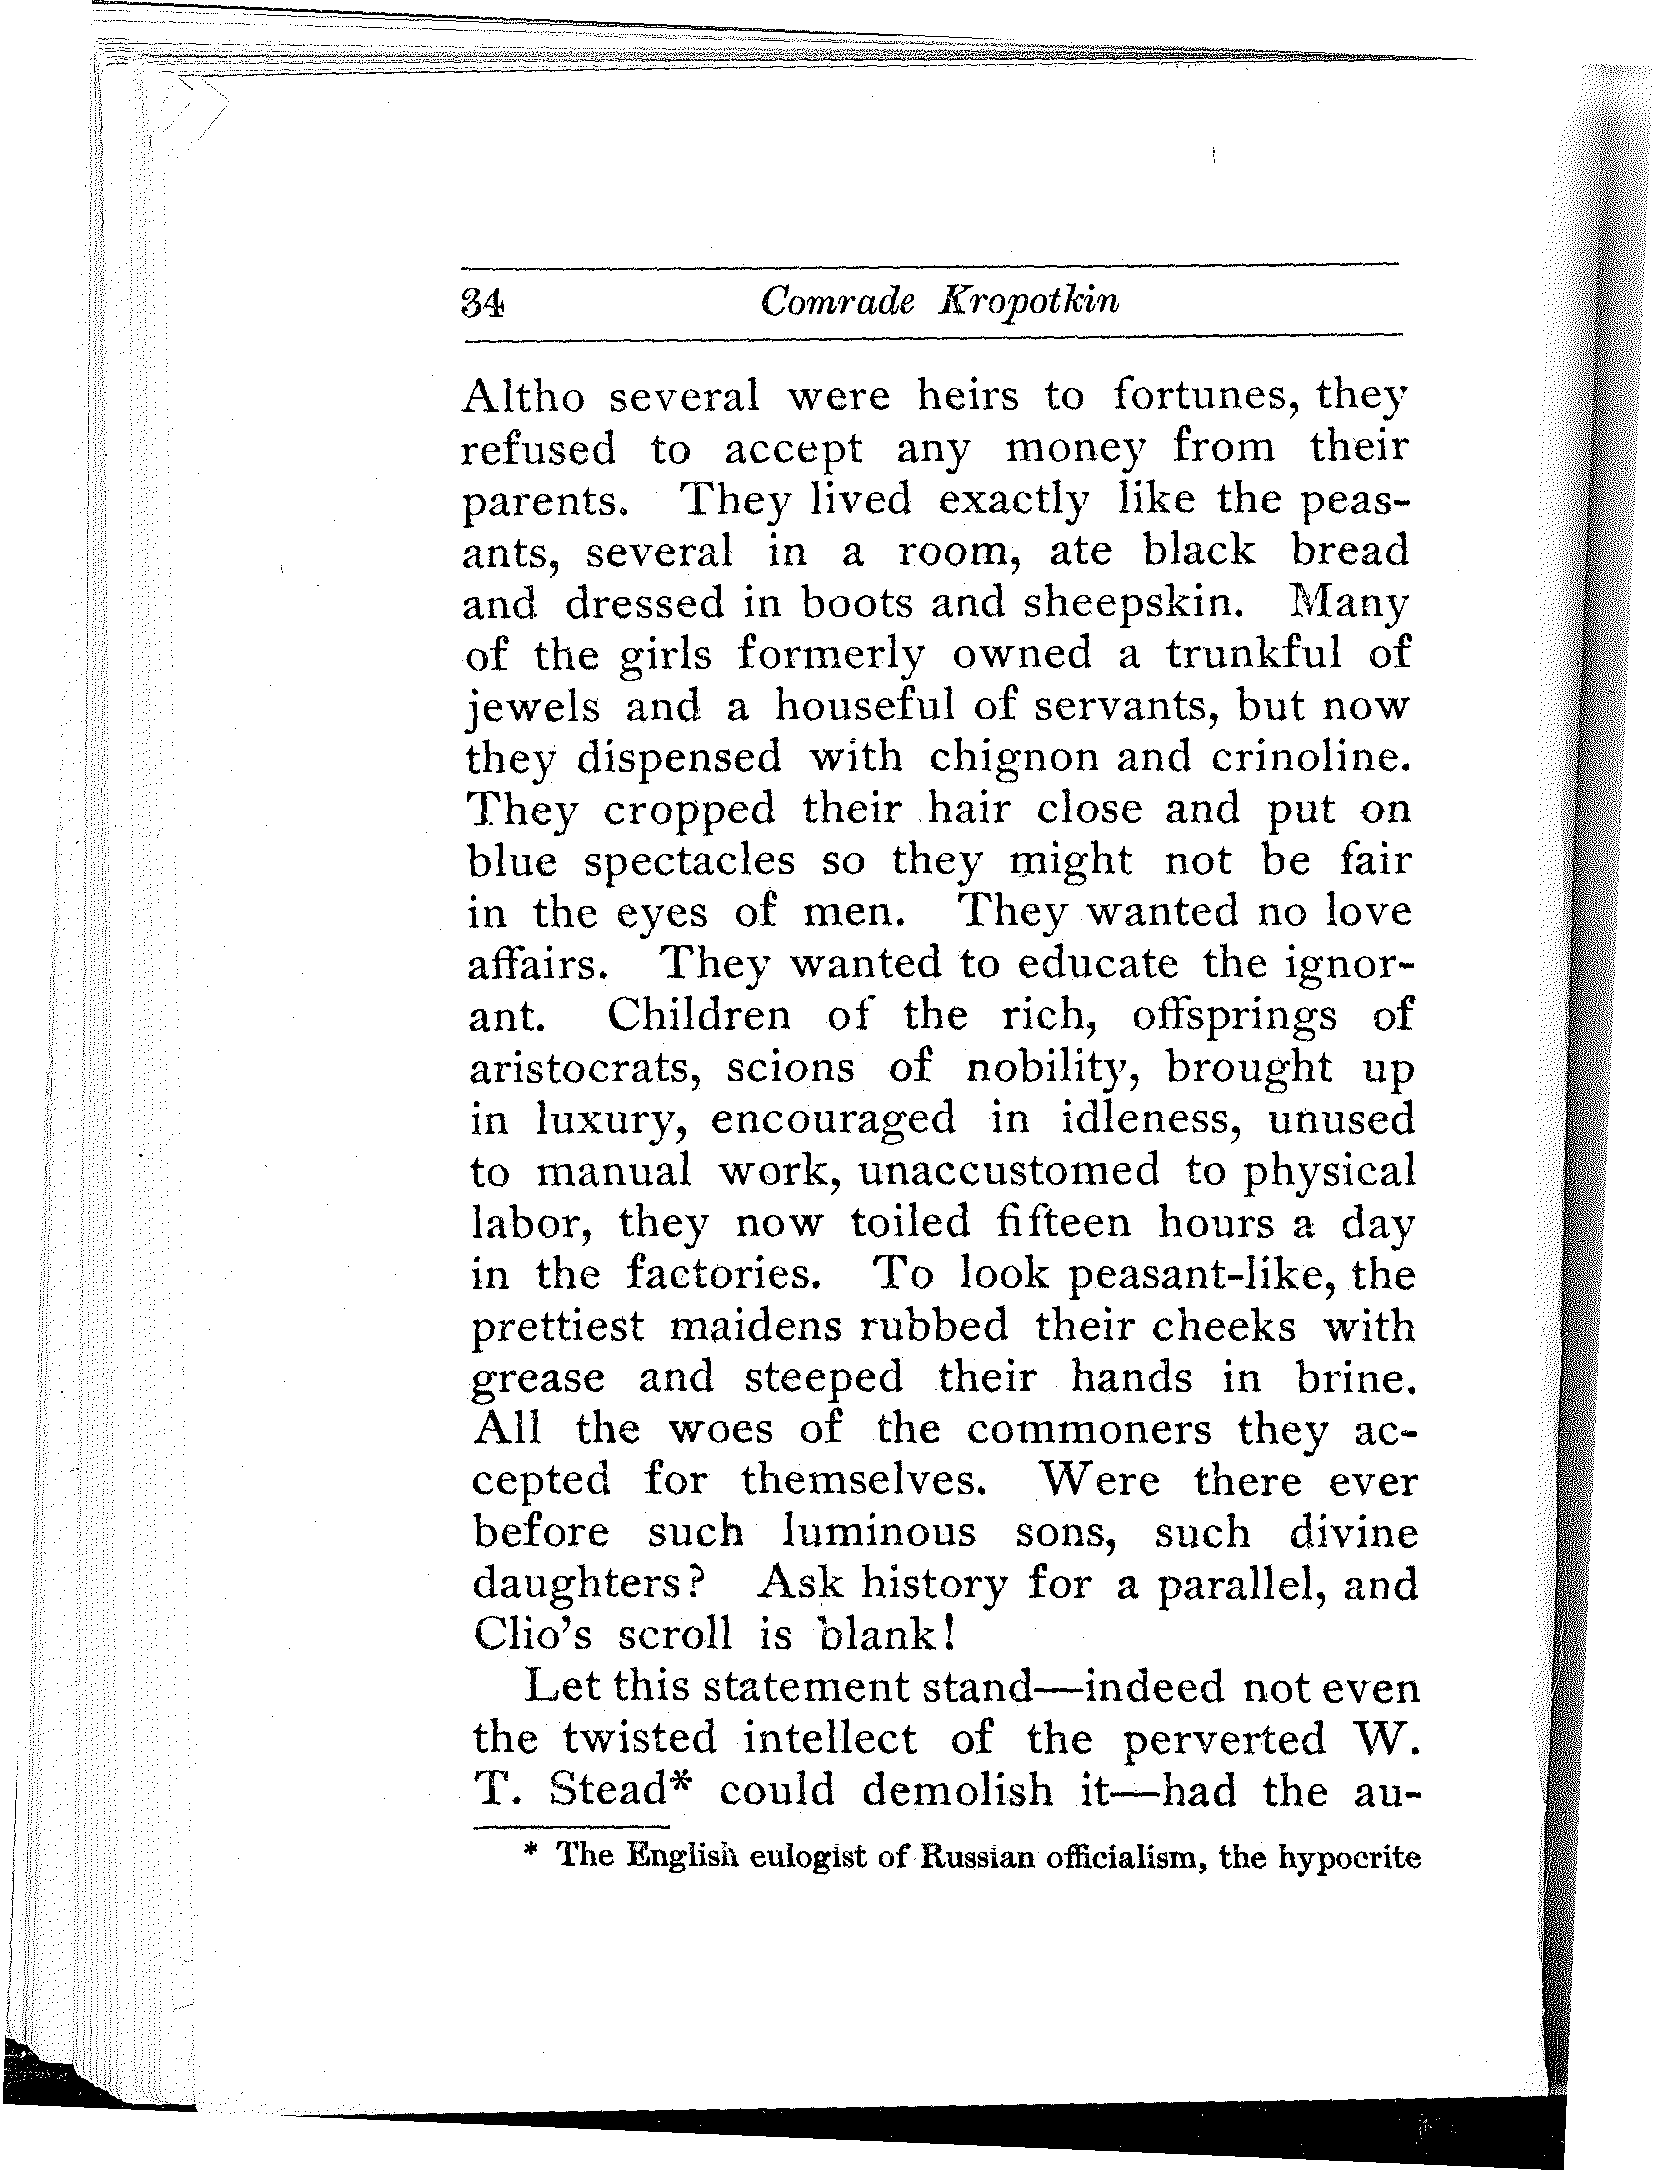 34 Comrade Kropotkin
Altho several were heirs to fortunes, they
refused to accept any money from their
parents. They lived exactly like the peas-
ants, several in a room, ate black bread
and dressed in boots and sheepskin. Many
of the girls formerly owned a trunkful of
jewels and a houseful of servants, but now
they dispensed with chignon and crinoline.
They cropped their hair close and put on
blue spectacles so they might not be fair
in the eyes of men. They wanted no love
affairs. They wanted to educate the ignor-
ant. Children of the rich, offsprings of
aristocrats, scions of nobility, brought up
in luxury, encouraged in idleness, unused
to manual work, unaccustomed to physical
labor, they now toiled fifteen hours a day
in the factories. To look peasant-like, the
prettiest maidens rubbed their cheeks with
grease and steeped their hands in brine.
All the woes of the commoners they ac-
cepted for themselves. Were there ever
before such luminous sons, such divine
daughters? Ask history for a parallel, and
Clio's scroll is blank!
Let this statement stand—indeed not even
the twisted intellect of the perverted W.
T. Stead* could demolish it—had the au-
* The English eulogist of Russian officialism, the hypocrite